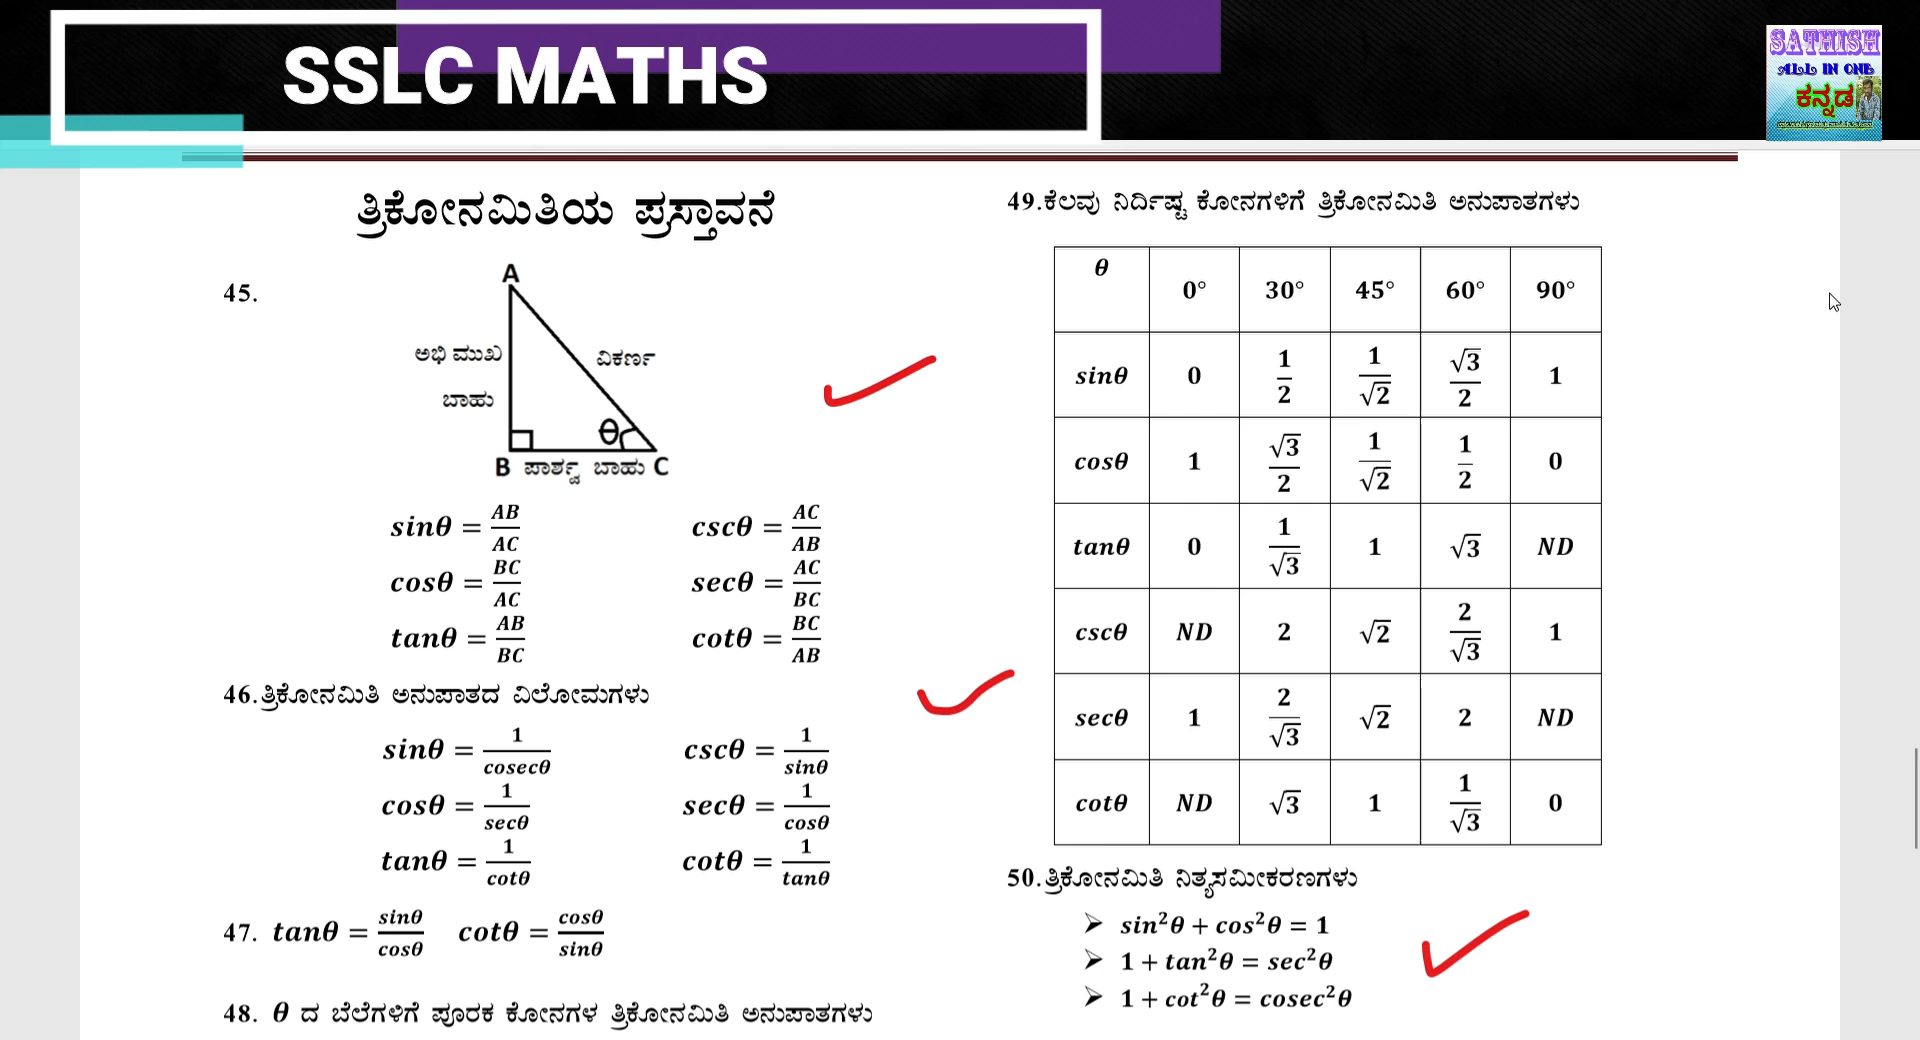 SSLC MATHS
SATHISH
ALL IN ONE
ಕನ್ನಡ
ತ್ರಿಕೋನಮಿತಿಯ ಪ್ರಸ್ತಾವನೆ
45.
A
ಅಭಿ ಮುಖ
ಬಾಹು
ವಿಕರ್ಣ
θ
B ಪಾರ್ಶ್ವ ಬಾಹು C
sinθ = AB/AC cscθ = AC/AB
cosθ = BC/AC secθ = AC/BC
tanθ = AB/BC cotθ = BC/AB
46.ತ್ರಿಕೋನಮಿತಿ ಅನುಪಾತದ ವಿಲೋಮಗಳು
sinθ = 1/cosecθ cscθ = 1/sinθ
cosθ = 1/secθ secθ = 1/cosθ
tanθ = 1/cotθ cotθ = 1/tanθ
47. tanθ = sinθ/cosθ cotθ = cosθ/sinθ
48. θ ದ ಬೆಲೆಗಳಿಗೆ ಪೂರಕ ಕೋನಗಳ ತ್ರಿಕೋನಮಿತಿ ಅನುಪಾತಗಳು
49.ಕೆಲವು ನಿರ್ದಿಷ್ಟ ಕೋನಗಳಿಗೆ ತ್ರಿಕೋನಮಿತಿ ಅನುಪಾತಗಳು
θ 0° 30° 45° 60° 90°
sinθ 0 1/2 1/√2 √3/2 1
cosθ 1 √3/2 1/√2 1/2 0
tanθ 0 1/√3 1 √3 ND
cscθ ND 2 √2 2/√3 1
secθ 1 2/√3 √2 2 ND
cotθ ND √3 1 1/√3 0
50.ತ್ರಿಕೋನಮಿತಿ ನಿತ್ಯಸಮೀಕರಣಗಳು
➢ sin²θ + cos²θ = 1
➢ 1 + tan²θ = sec²θ
➢ 1 + cot²θ = cosec²θ